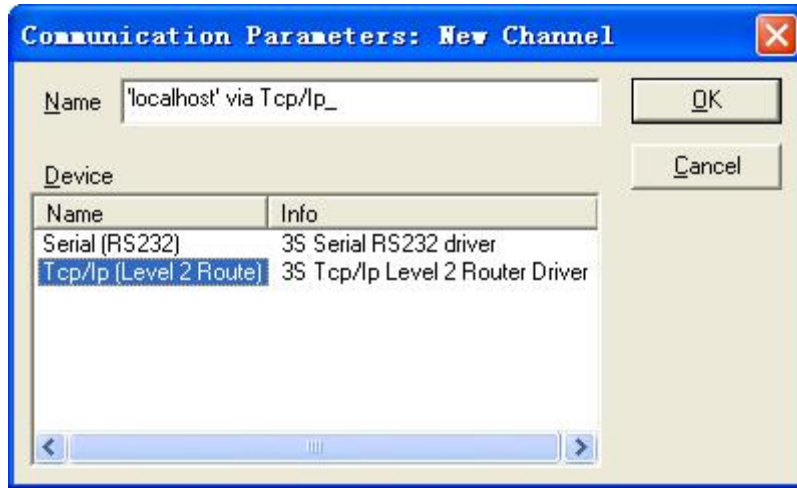 Communication Parameters: New Channel
Name 'localhost' via Tcp/Ip_ OK
Cancel
Device
Name Info
Serial (RS232) 3S Serial RS232 driver
Tcp/Ip (Level 2 Route) 3S Tcp/Ip Level 2 Router Driver